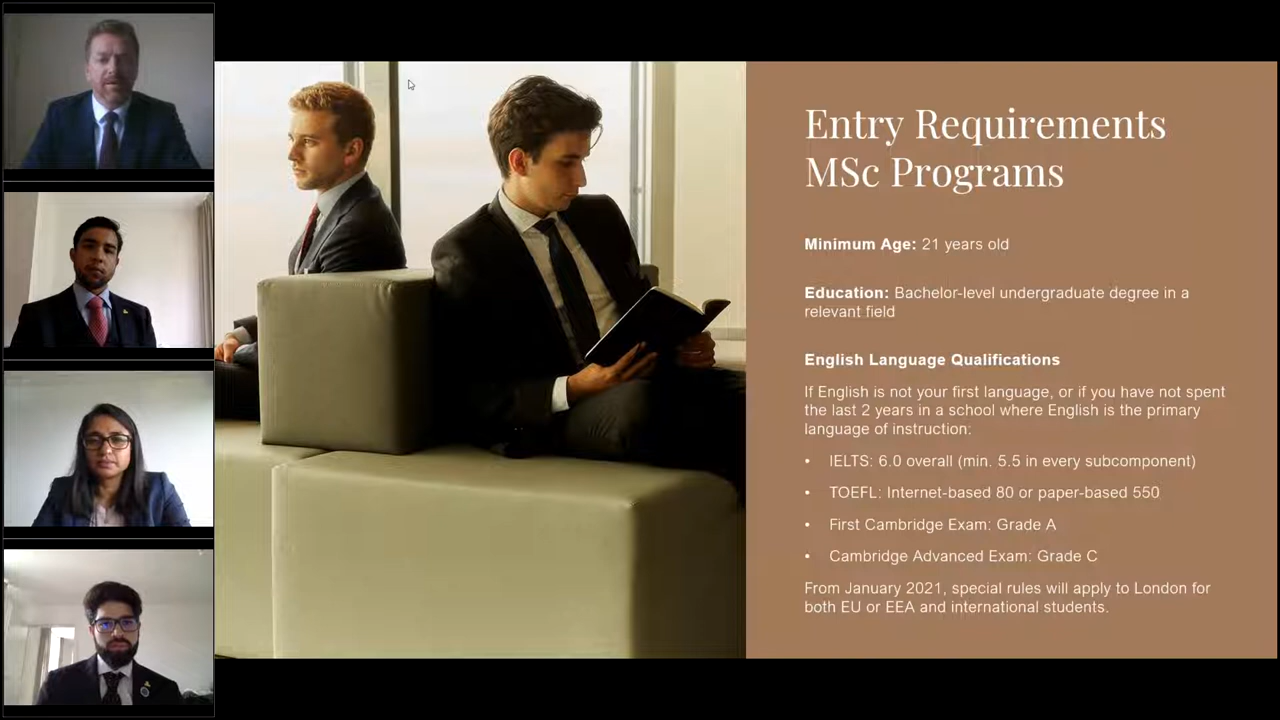 Entry Requirements
MSc Programs
Minimum Age: 21 years old
Education: Bachelor-level undergraduate degree in a
relevant field
English Language Qualifications
If English is not your first language, or if you have not spent
the last 2 years in a school where English is the primary
language of instruction:
• IELTS: 6.0 overall (min. 5.5 in every subcomponent)
• TOEFL: Internet-based 80 or paper-based 550
• First Cambridge Exam: Grade A
• Cambridge Advanced Exam: Grade C
From January 2021, special rules will apply to London for
both EU or EEA and international students.